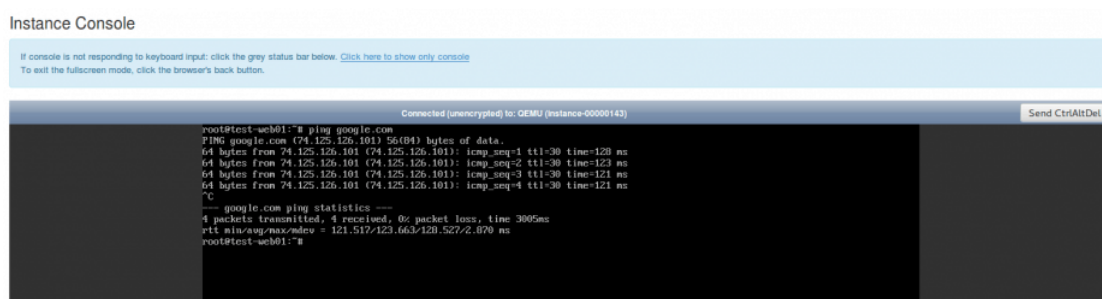 Instance Console
If console is not responding to keyboard input: click the grey status bar below. Click here to show only console
To exit the fullscreen mode, click the browser's back button.
Connected (unencrypted) to: QEMU (instance-00000143)
Send CtrlAltDel
root@test-web01:~# ping google.com
PING google.com (74.125.126.101) 56(84) bytes of data.
64 bytes from 74.125.126.101 (74.125.126.101): icmp_seq=1 ttl=30 time=128 ms
64 bytes from 74.125.126.101 (74.125.126.101): icmp_seq=2 ttl=30 time=123 ms
64 bytes from 74.125.126.101 (74.125.126.101): icmp_seq=3 ttl=30 time=121 ms
64 bytes from 74.125.126.101 (74.125.126.101): icmp_seq=4 ttl=30 time=121 ms
^C
--- google.com ping statistics ---
4 packets transmitted, 4 received, 0% packet loss, time 3005ms
rtt min/avg/max/mdev = 121.517/123.663/128.527/2.870 ms
root@test-web01:~#